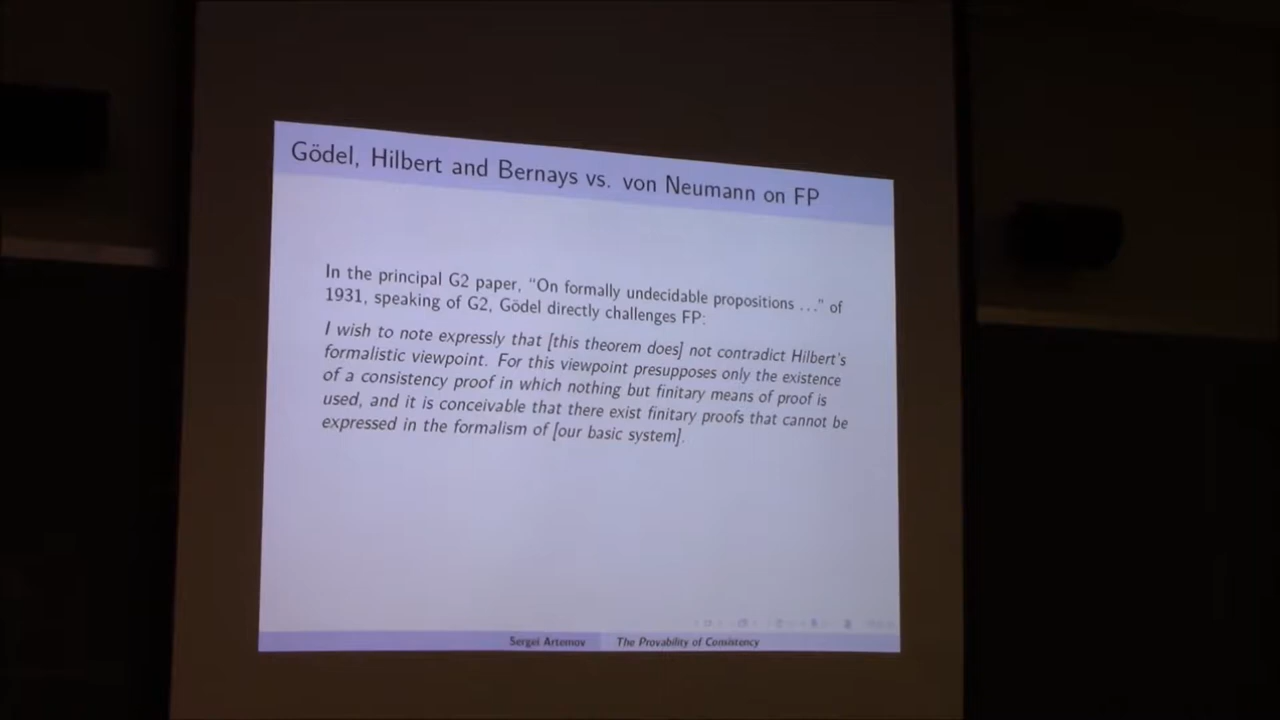 Gödel, Hilbert and Bernays vs. von Neumann on FP
In the principal G2 paper, "On formally undecidable propositions ..." of
1931, speaking of G2, Gödel directly challenges FP:
I wish to note expressly that [this theorem does] not contradict Hilbert's
formalistic viewpoint. For this viewpoint presupposes only the existence
of a consistency proof in which nothing but finitary means of proof is
used, and it is conceivable that there exist finitary proofs that cannot be
expressed in the formalism of [our basic system].
Sergei Artemov The Provability of Consistency